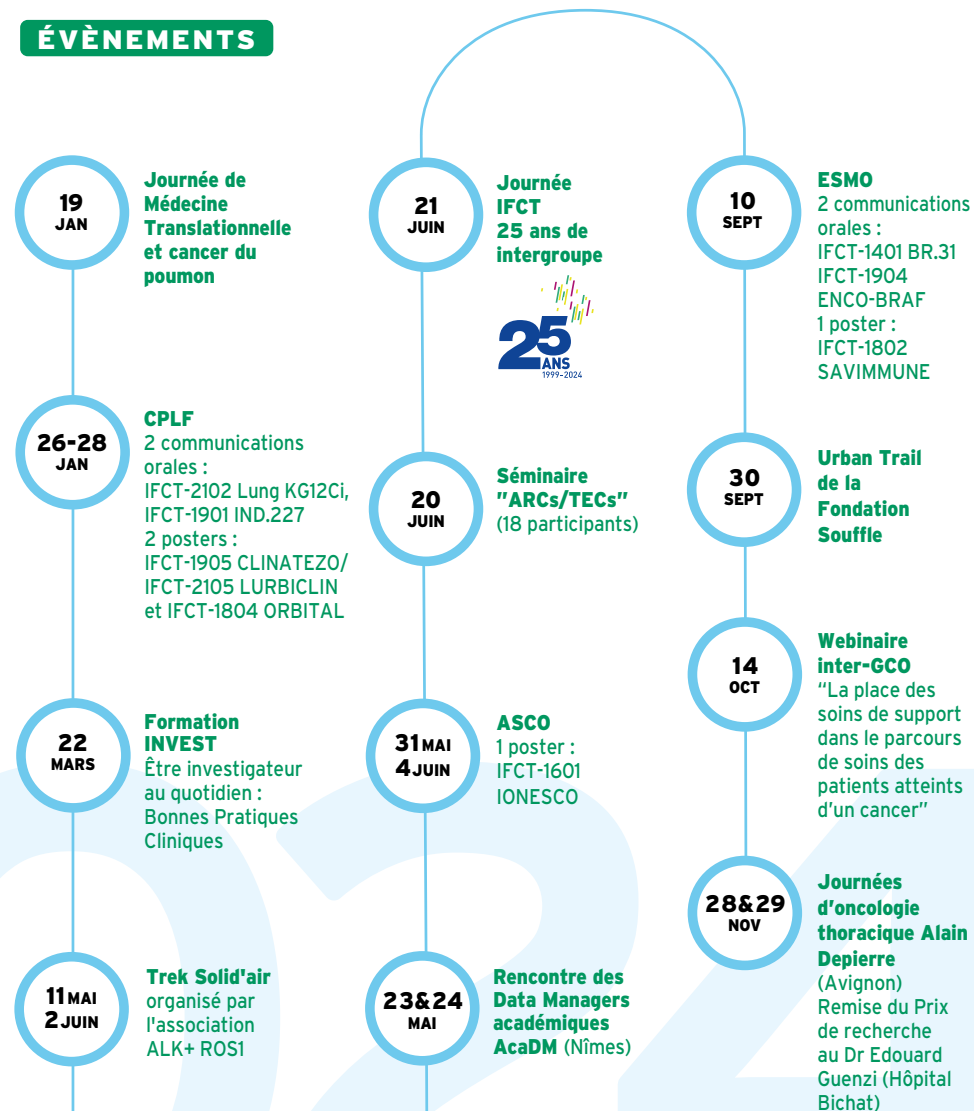 ÉVÈNEMENTS
19
JAN
Journée de
Médecine
Translationnelle
et cancer du
poumon
26-28
JAN
CPLF
2 communications
orales :
IFCT-2102 Lung KG12Ci,
IFCT-1901 IND.227
2 posters :
IFCT-1905 CLINATEZO/
IFCT-2105 LURBICLIN
et IFCT-1804 ORBITAL
22
MARS
Formation
INVEST
Être investigateur
au quotidien :
Bonnes Pratiques
Cliniques
11 MAI
2 JUIN
Trek Solid'air
organisé par
l'association
ALK+ ROS1
21
JUIN
Journée
IFCT
25 ans de
intergroupe
25
ANS
1999-2024
20
JUIN
Séminaire
"ARCs/TECs"
(18 participants)
31 MAI
4 JUIN
ASCO
1 poster :
IFCT-1601
IONESCO
23&24
MAI
Rencontre des
Data Managers
académiques
AcaDM (Nîmes)
10
SEPT
ESMO
2 communications
orales :
IFCT-1401 BR.31
IFCT-1904
ENCO-BRAF
1 poster :
IFCT-1802
SAVIMMUNE
30
SEPT
Urban Trail
de la
Fondation
Souffle
14
OCT
Webinaire
inter-GCO
“La place des
soins de support
dans le parcours
de soins des
patients atteints
d'un cancer”
28&29
NOV
Journées
d'oncologie
thoracique Alain
Depierre
(Avignon)
Remise du Prix
de recherche
au Dr Edouard
Guenzi (Hôpital
Bichat)
024